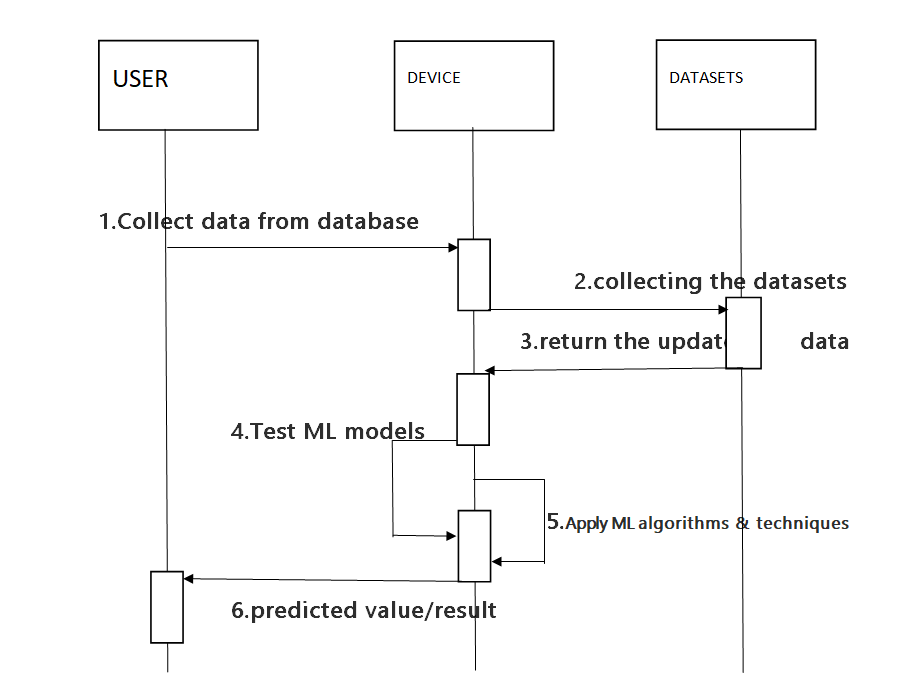 USER
DEVICE
DATASETS
1.Collect data from database
2.collecting the datasets
3.return the updat data
4.Test ML models
5.Apply ML algorithms & techniques
6.predicted value/result